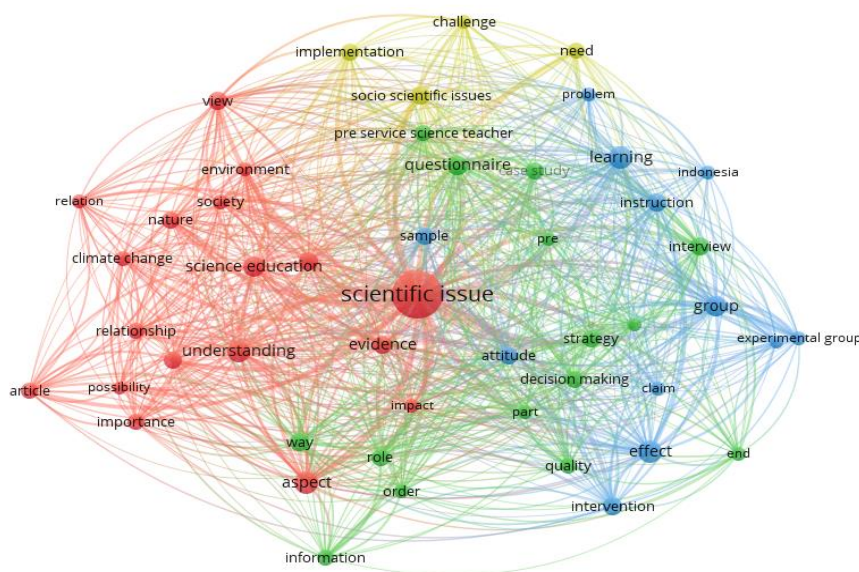 challenge
implementation
need
socio scientific issues
problem
view
pre service science teacher
questionnaire
learning
case study
environment
indonesia
relation
society
instruction
nature
sample
pre
interview
climate change
science education
scientific issue
group
relationship
evidence
strategy
experimental group
understanding
attitude
decision making
article
possibility
claim
importance
impact
part
way
role
effect
end
quality
aspect
order
intervention
information